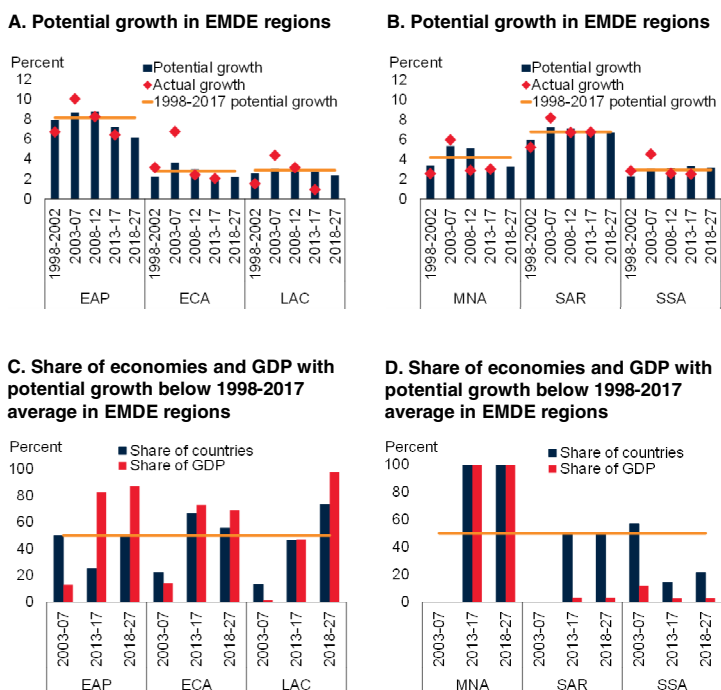 A. Potential growth in EMDE regions
Percent
Potential growth
Actual growth
1998-2017 potential growth
12
10
8
6
4
2
0
1998-2002
2003-07
2008-12
2013-17
2018-27
1998-2002
2003-07
2008-12
2013-17
2018-27
1998-2002
2003-07
2008-12
2013-17
2018-27
EAP
ECA
LAC
B. Potential growth in EMDE regions
Percent
Potential growth
Actual growth
1998-2017 potential growth
12
10
8
6
4
2
0
1998-2002
2003-07
2008-12
2013-17
2018-27
1998-2002
2003-07
2008-12
2013-17
2018-27
1998-2002
2003-07
2008-12
2013-17
2018-27
MNA
SAR
SSA
C. Share of economies and GDP with
potential growth below 1998-2017
average in EMDE regions
Percent
Share of countries
Share of GDP
100
80
60
40
20
0
2003-07
2013-17
2018-27
2003-07
2013-17
2018-27
2003-07
2013-17
2018-27
EAP
ECA
LAC
D. Share of economies and GDP with
potential growth below 1998-2017
average in EMDE regions
Percent
Share of countries
Share of GDP
100
80
60
40
20
0
2003-07
2013-17
2018-27
2003-07
2013-17
2018-27
2003-07
2013-17
2018-27
MNA
SAR
SSA